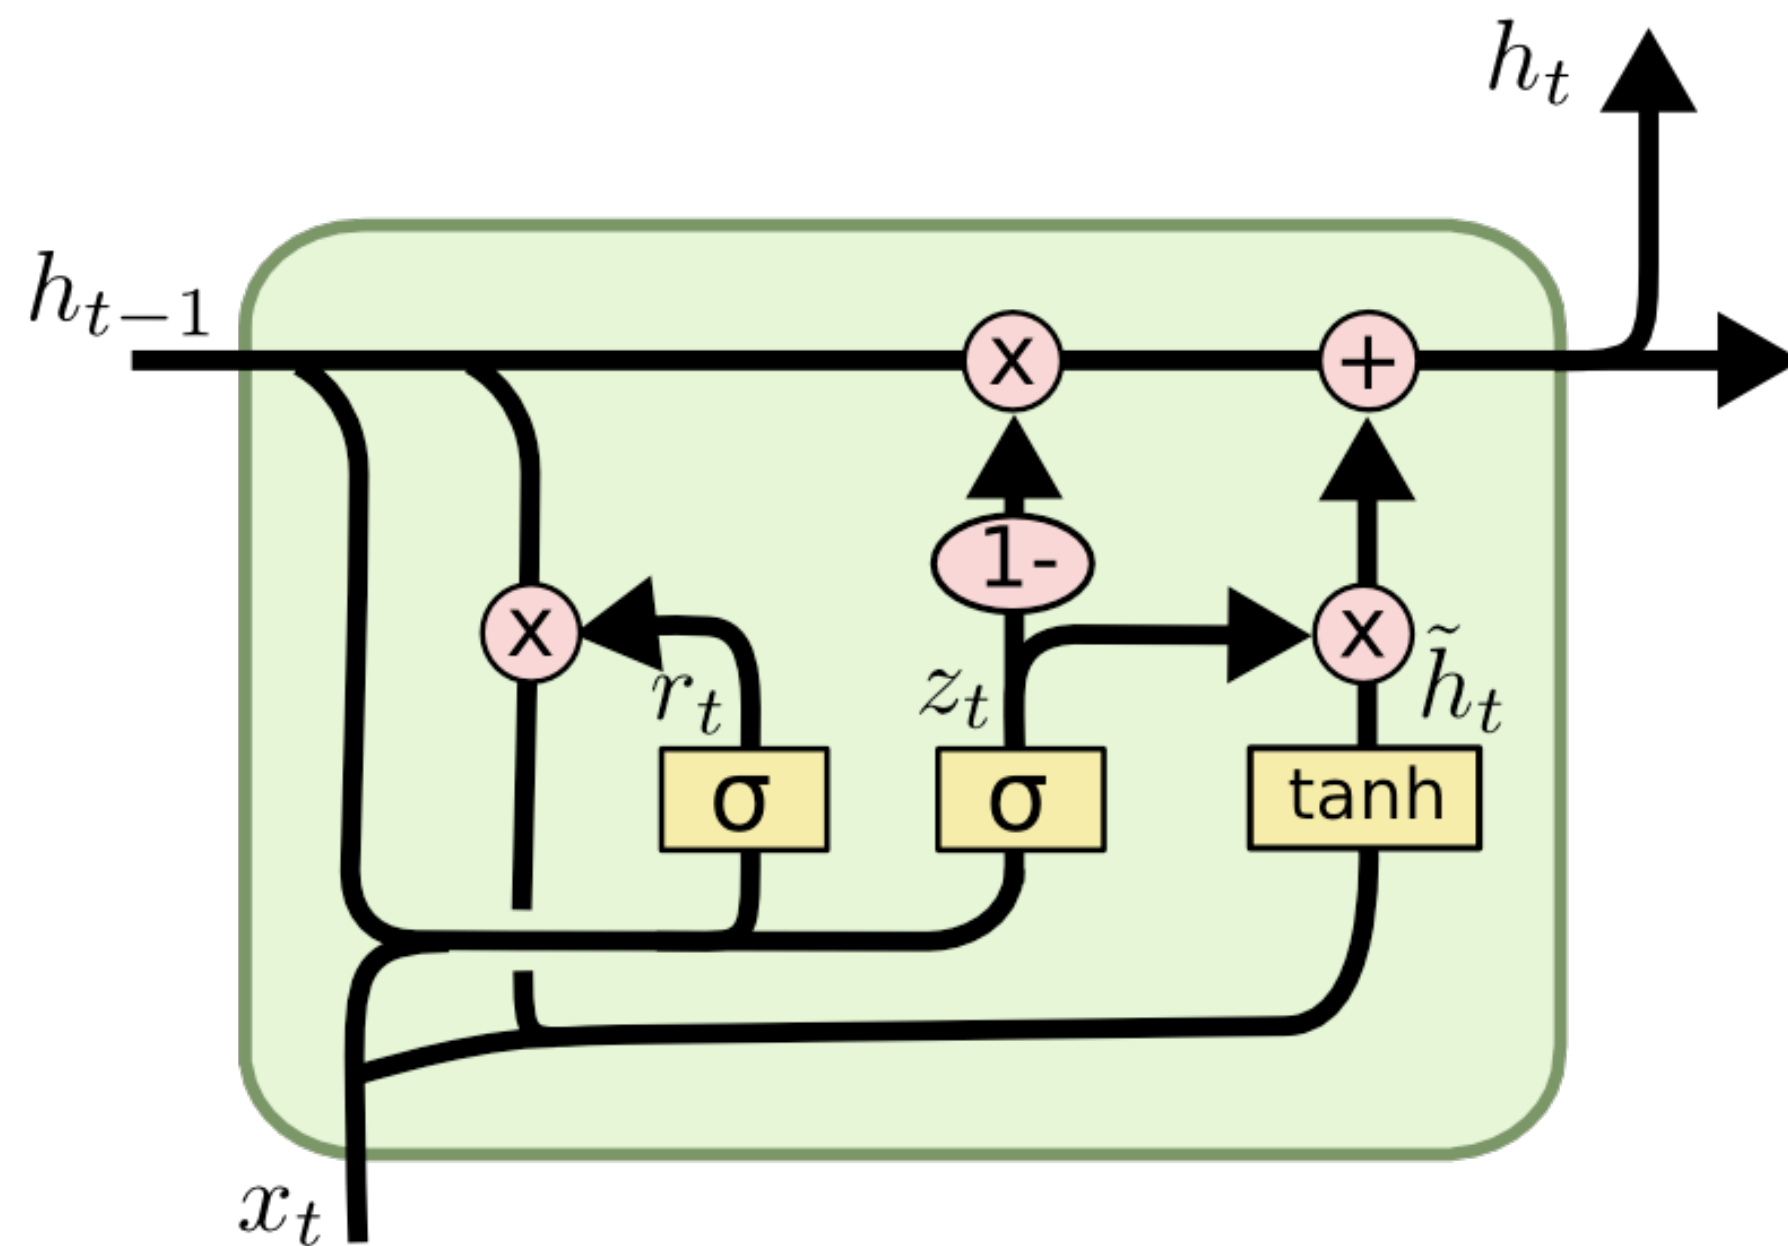 h_t
h_{t-1}
x +
1-
x x
r_t z_t h̃_t
σ σ tanh
x_t